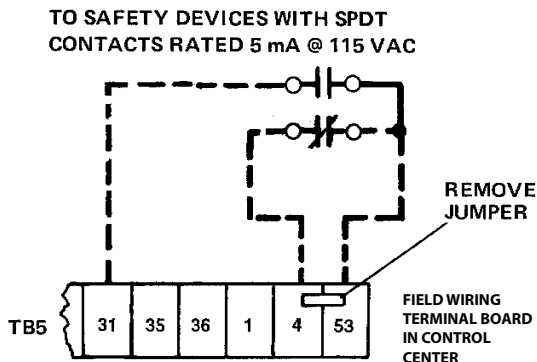 TO SAFETY DEVICES WITH SPDT
CONTACTS RATED 5 mA @ 115 VAC
REMOVE
JUMPER
TB5
31 35 36 1 4 53
FIELD WIRING
TERMINAL BOARD
IN CONTROL
CENTER